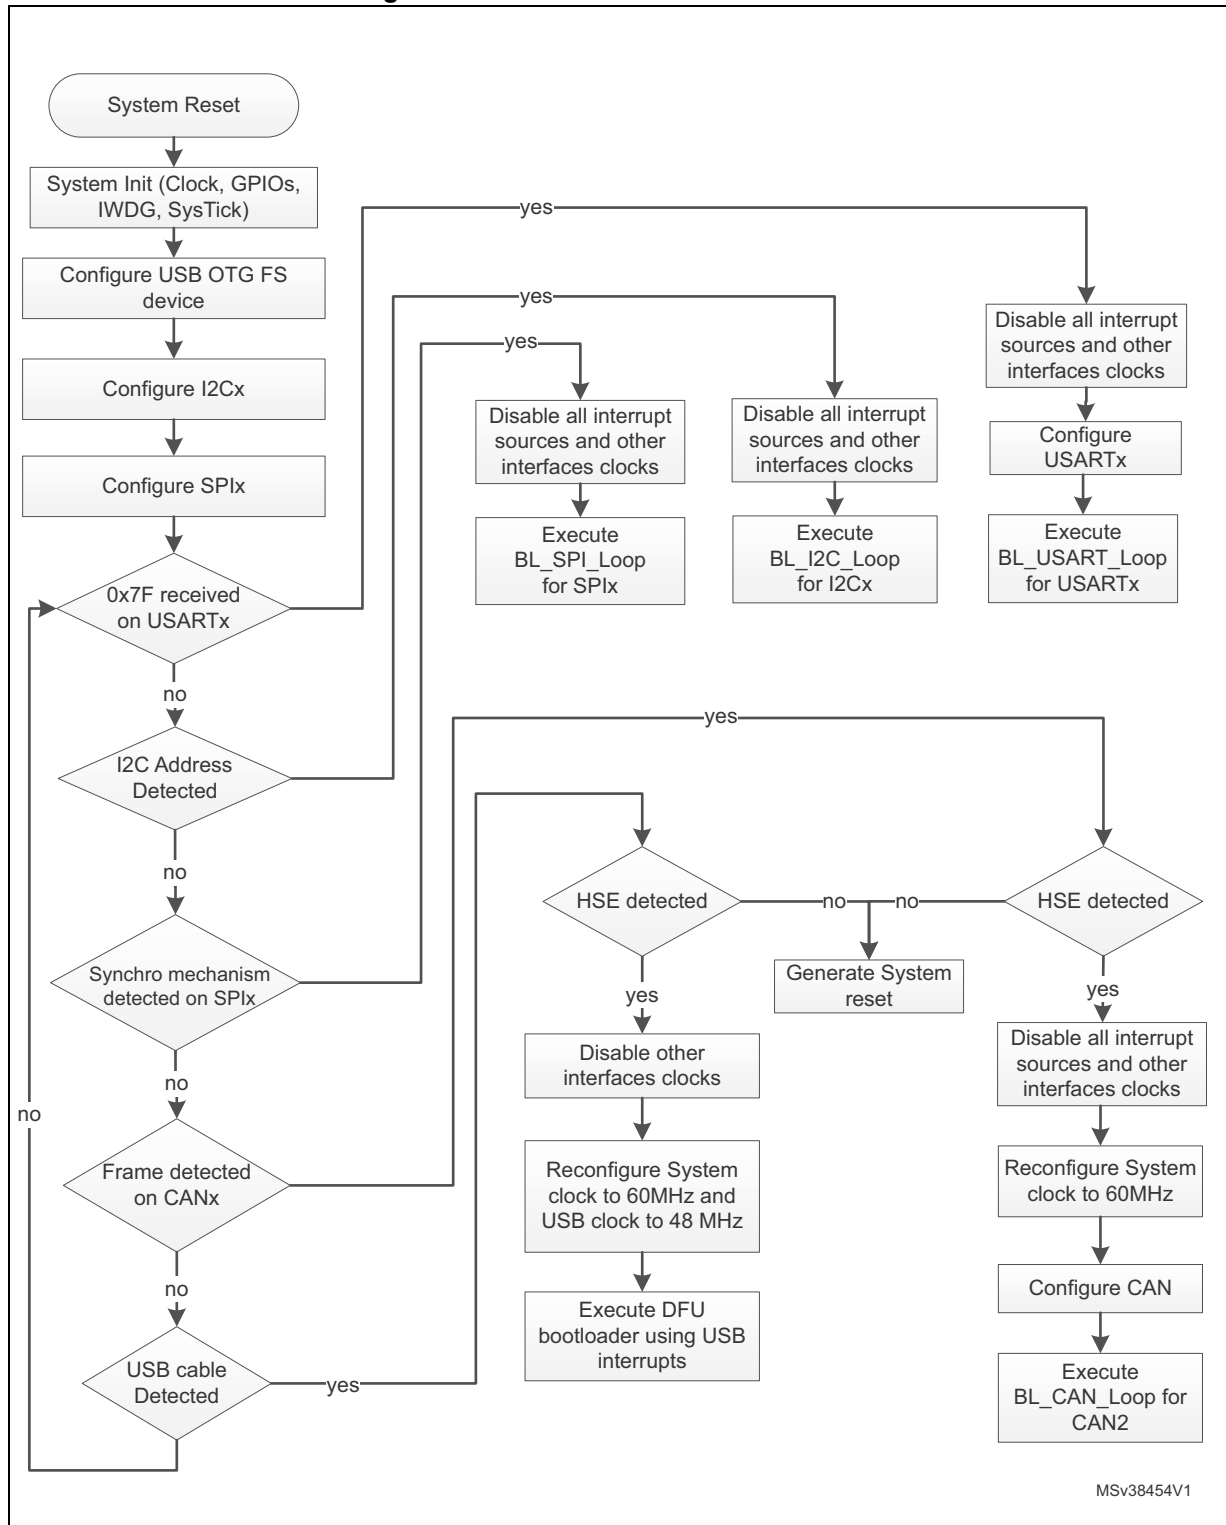 System Reset
System Init (Clock, GPIOs,
IWDG, SysTick)
Configure USB OTG FS
device
Configure I2Cx
Configure SPIx
0x7F received
on USARTx
yes
no
I2C Address
Detected
yes
no
Synchro mechanism
detected on SPIx
yes
no
Frame detected
on CANx
yes
no
USB cable
Detected
yes
no
Disable all interrupt
sources and other
interfaces clocks
Execute
BL_SPI_Loop
for SPIx
Disable all interrupt
sources and other
interfaces clocks
Execute
BL_I2C_Loop
for I2Cx
Disable all interrupt
sources and other
interfaces clocks
Configure
USARTx
Execute
BL_USART_Loop
for USARTx
HSE detected
no
no
HSE detected
Generate System
reset
yes
Disable other
interfaces clocks
Reconfigure System
clock to 60MHz and
USB clock to 48 MHz
Execute DFU
bootloader using USB
interrupts
yes
Disable all interrupt
sources and other
interfaces clocks
Reconfigure System
clock to 60MHz
Configure CAN
Execute
BL_CAN_Loop for
CAN2
MSv38454V1